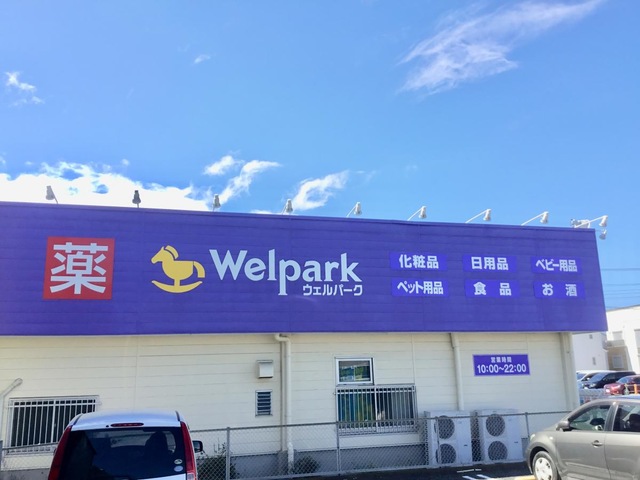 薬
Welpark
ウェルパーク
化粧品 日用品 ベビー用品
ペット用品 食品 お酒
営業時間
10:00~22:00